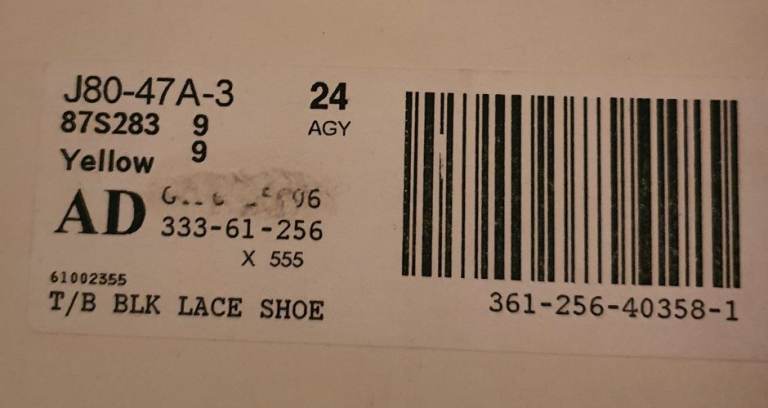 J80-47A-3
24
87S283 9
AGY
Yellow 9
AD
333-61-256
X 555
61002355
T/B BLK LACE SHOE
361-256-40358-1